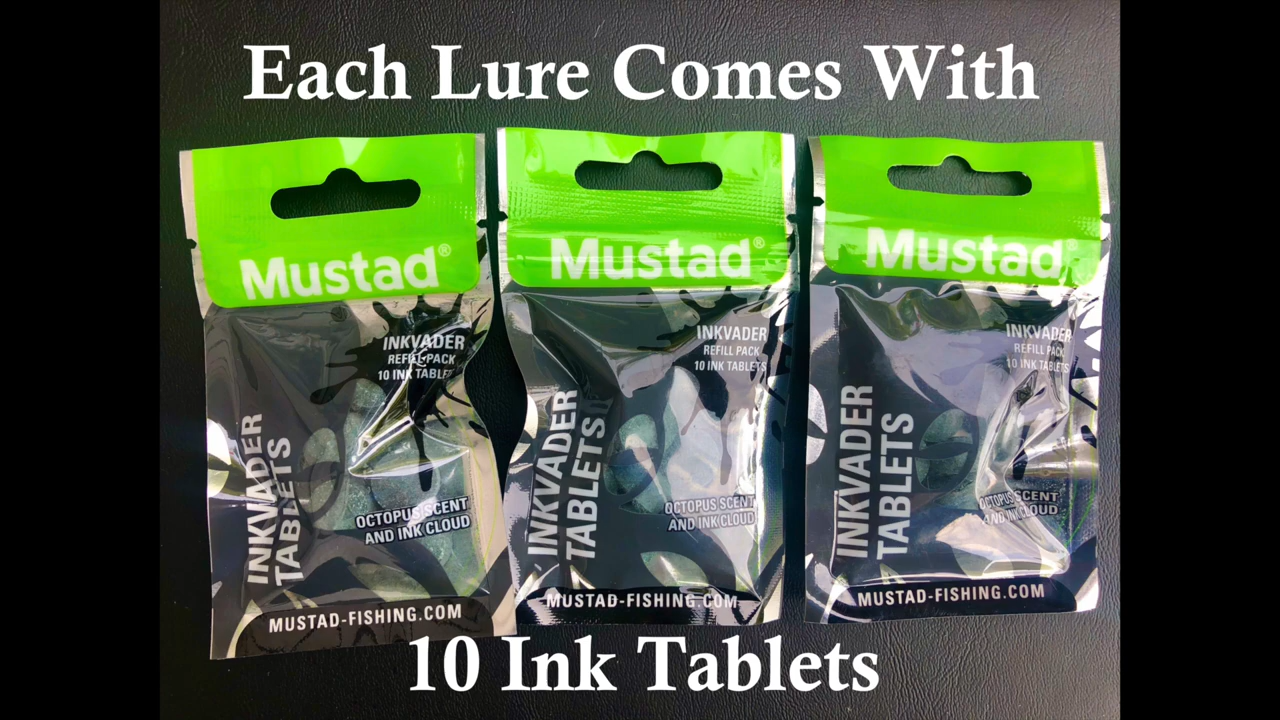 Each Lure Comes With
Mustad®
INKVADER
REFILL PACK
10 INK TABLETS
INKVADER
TABLETS
OCTOPUS SCENT
AND INK CLOUD
MUSTAD-FISHING.COM
Mustad®
INKVADER
REFILL PACK
10 INK TABLETS
INKVADER
TABLETS
OCTOPUS SCENT
AND INK CLOUD
MUSTAD-FISHING.COM
Mustad®
INKVADER
REFILL PACK
10 INK TABLETS
INKVADER
TABLETS
OCTOPUS SCENT
AND INK CLOUD
MUSTAD-FISHING.COM
10 Ink Tablets